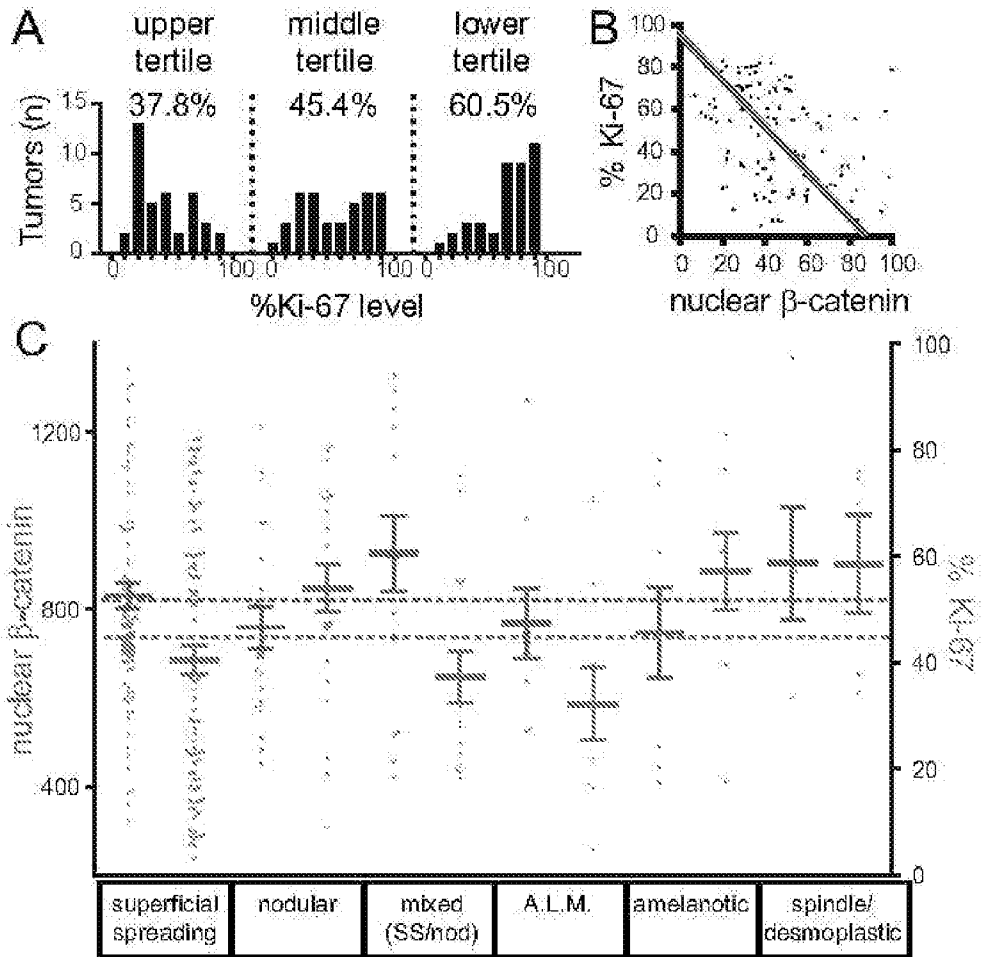 A
upper tertile
middle tertile
lower tertile
37.8%
45.4%
60.5%
Tumors (n)
15
10
5
0
0 100 0 100 0 100
%Ki-67 level
B
% Ki-67
100
80
60
40
20
0
0 20 40 60 80 100
nuclear β-catenin
C
nuclear β-catenin
1200
800
400
100
80
60
40
20
0
% Ki-67
superficial spreading
nodular
mixed (SS/nod)
A.L.M.
amelanotic
spindle/ desmoplastic